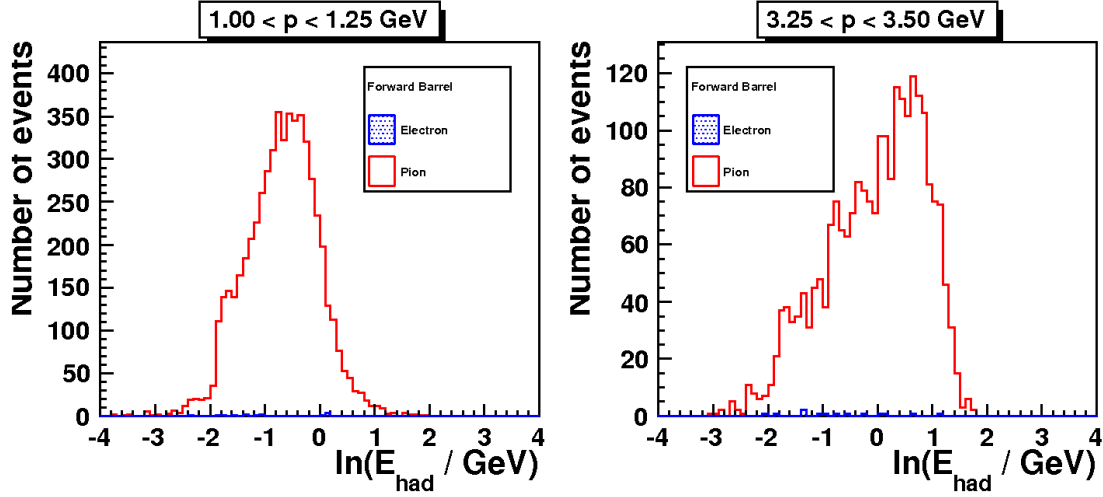 1.00 < p < 1.25 GeV
Number of events
400
350
300
250
200
150
100
50
0
Forward Barrel
Electron
Pion
-4 -3 -2 -1 0 1 2 3 4
ln(E_had / GeV)
3.25 < p < 3.50 GeV
Number of events
120
100
80
60
40
20
0
Forward Barrel
Electron
Pion
-4 -3 -2 -1 0 1 2 3 4
ln(E_had / GeV)